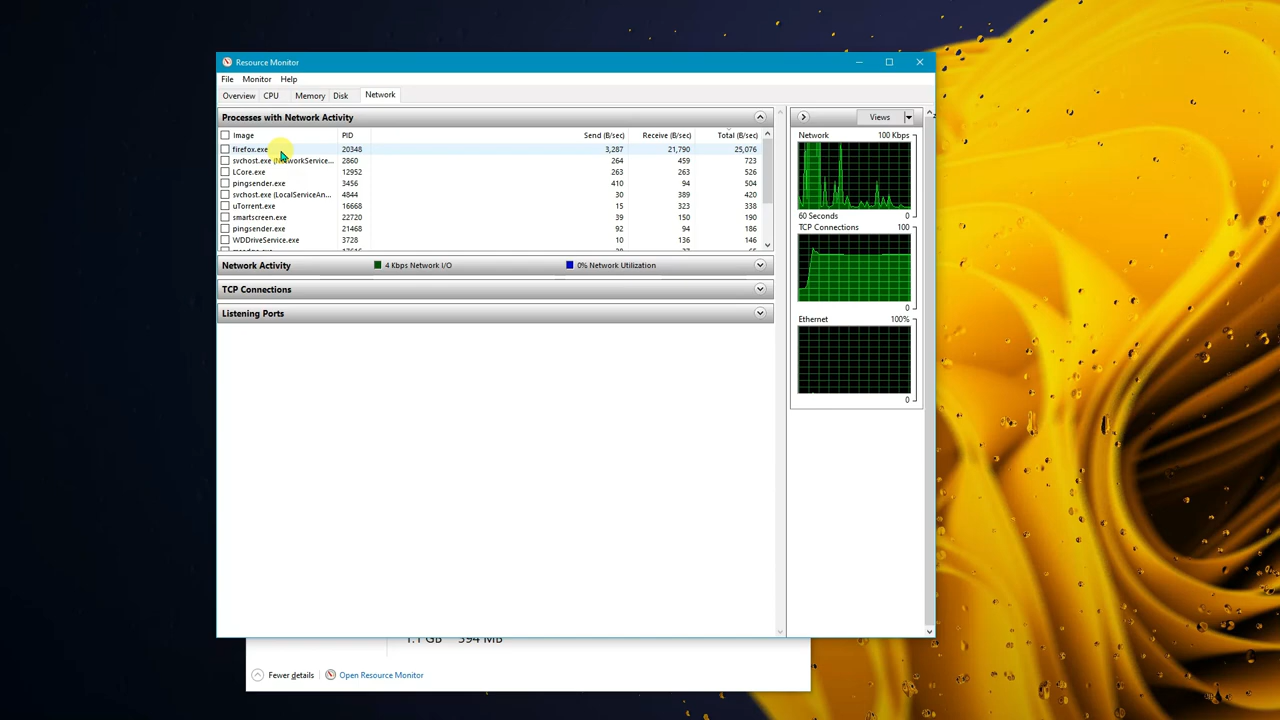 Resource Monitor
File Monitor Help
Overview CPU Memory Disk Network
Processes with Network Activity
Image PID Send (B/sec) Receive (B/sec) Total (B/sec)
firefox.exe 20348 3,287 21,790 25,076
svchost.exe (NetworkService... 2860 264 459 723
LCore.exe 12952 263 263 526
pingsender.exe 3456 410 94 504
svchost.exe (LocalServiceAn... 4844 30 389 420
uTorrent.exe 16668 15 323 338
smartscreen.exe 22720 39 150 190
pingsender.exe 21468 92 94 186
WDDriveService.exe 3728 10 136 146
Network Activity 4 Kbps Network I/O 0% Network Utilization
TCP Connections
Listening Ports
Views
Network 100 Kbps
60 Seconds 0
TCP Connections 100
0
Ethernet 100%
0
1.1 GB 394 MB
Fewer details Open Resource Monitor